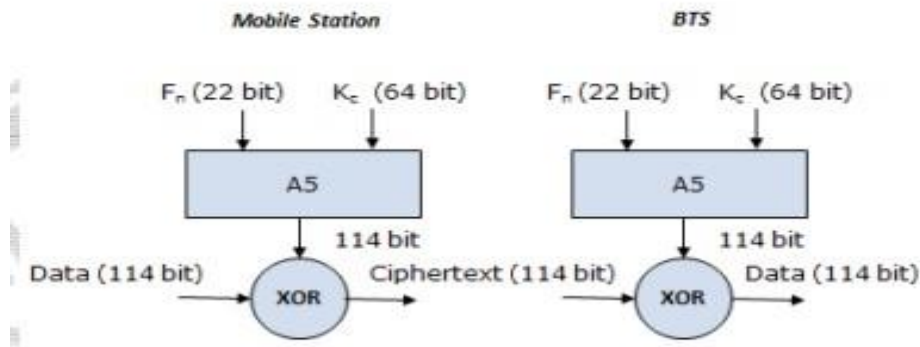 Mobile Station
BTS
Fn (22 bit)
Kc (64 bit)
Fn (22 bit)
Kc (64 bit)
A5
A5
114 bit
114 bit
Data (114 bit)
Ciphertext (114 bit)
Data (114 bit)
XOR
XOR